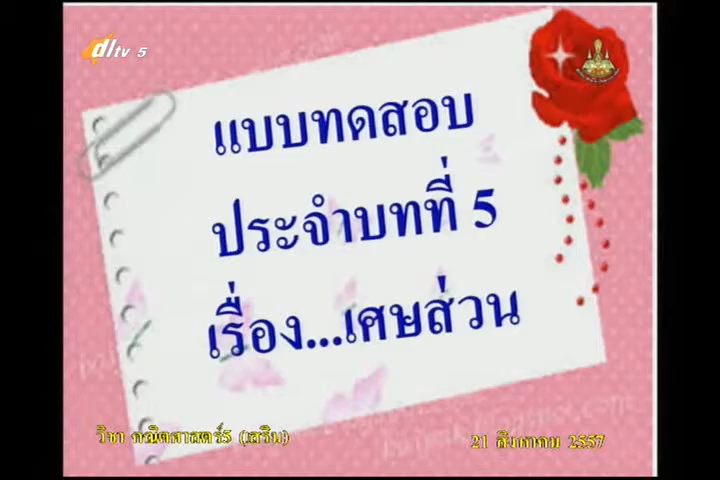 dltv 5
แบบทดสอบ
ประจำบทที่ 5
เรื่อง...เศษส่วน
วิชา คณิตศาสตร์5 (เสริม)
21 สิงหาคม 2557